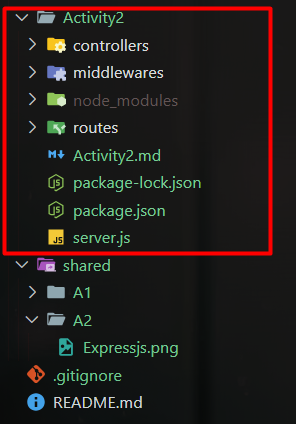 Activity2
controllers
middlewares
node_modules
routes
Activity2.md
package-lock.json
package.json
JS server.js
shared
A1
A2
Expressjs.png
.gitignore
README.md